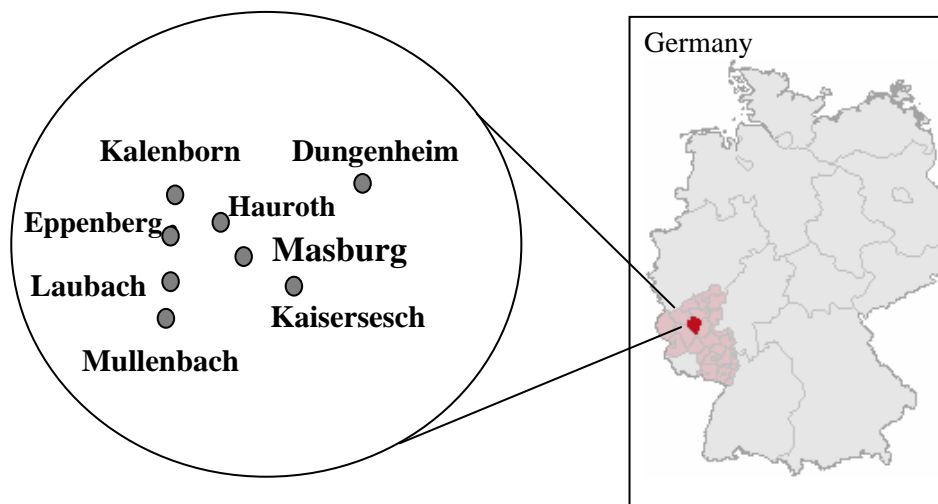 Germany
Kalenborn
Dungenheim
Hauroth
Eppenberg
Masburg
Laubach
Kaisersesch
Mullenbach